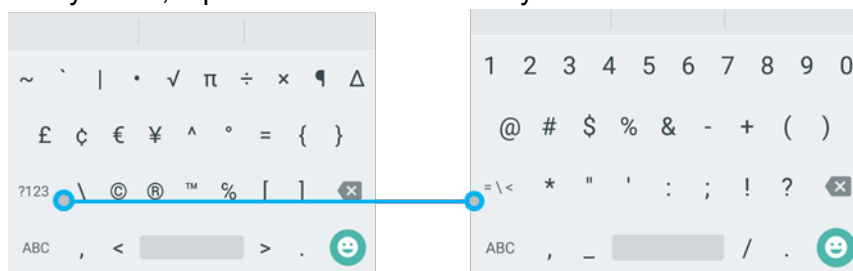 ~ ` | • √ π ÷ × ¶ Δ
£ ¢ € ¥ ^ ° = { }
?123 \ © ® ™ ℅ [ ]
ABC , < > .
1 2 3 4 5 6 7 8 9 0
@ # $ % & - + ( )
= \ < * " ' : ; ! ?
ABC , _ / .